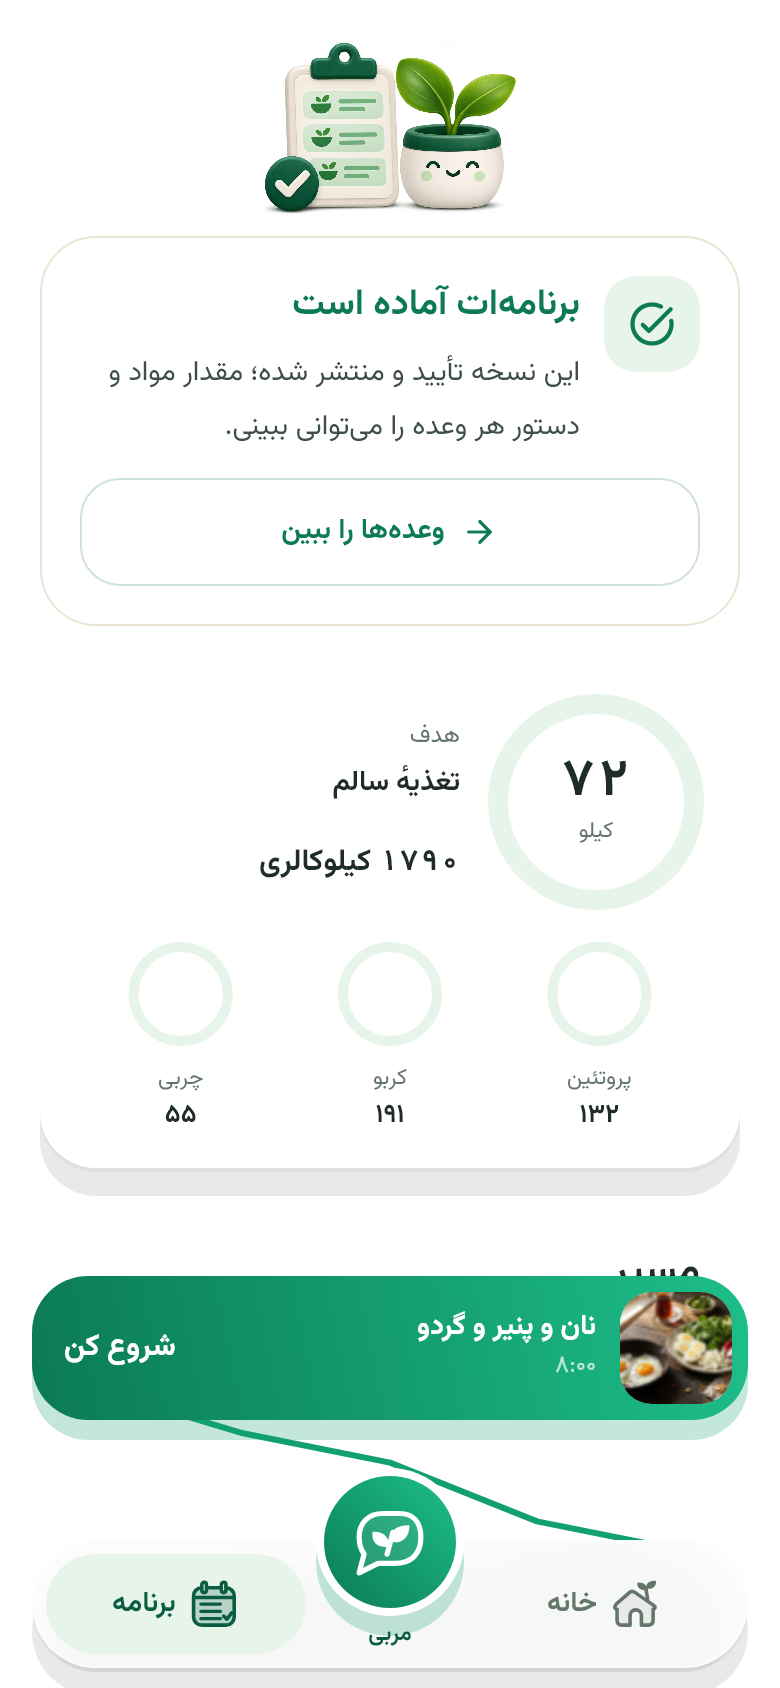 برنامه‌ات آماده است
این نسخه تأیید و منتشر شده؛ مقدار مواد و
دستور هر وعده را می‌توانی ببینی.
وعده‌ها را ببین
۷۲
کیلو
هدف
تغذیهٔ سالم
۱۷۹۰ کیلوکالری
پروتئین
۱۳۲
کربو
۱۹۱
چربی
۵۵
نان و پنیر و گردو
۸:۰۰
شروع کن
خانه
مربی
برنامه